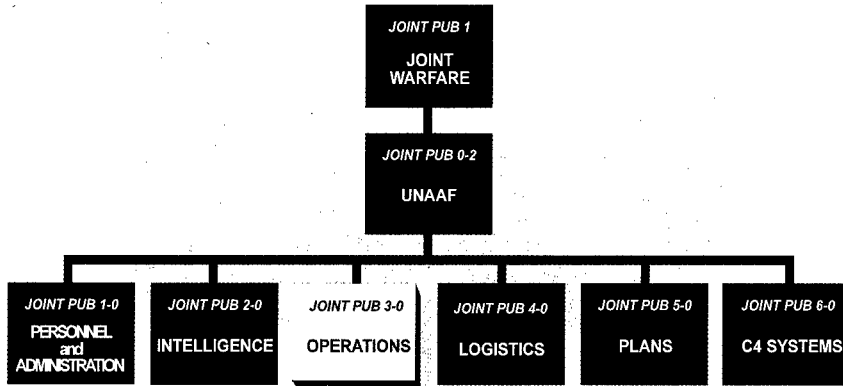 JOINT PUB 1
JOINT
WARFARE
JOINT PUB 0-2
UNAAF
JOINT PUB 1-0
PERSONNEL
and
ADMINISTRATION
JOINT PUB 2-0
INTELLIGENCE
JOINT PUB 3-0
OPERATIONS
JOINT PUB 4-0
LOGISTICS
JOINT PUB 5-0
PLANS
JOINT PUB 6-0
C4 SYSTEMS